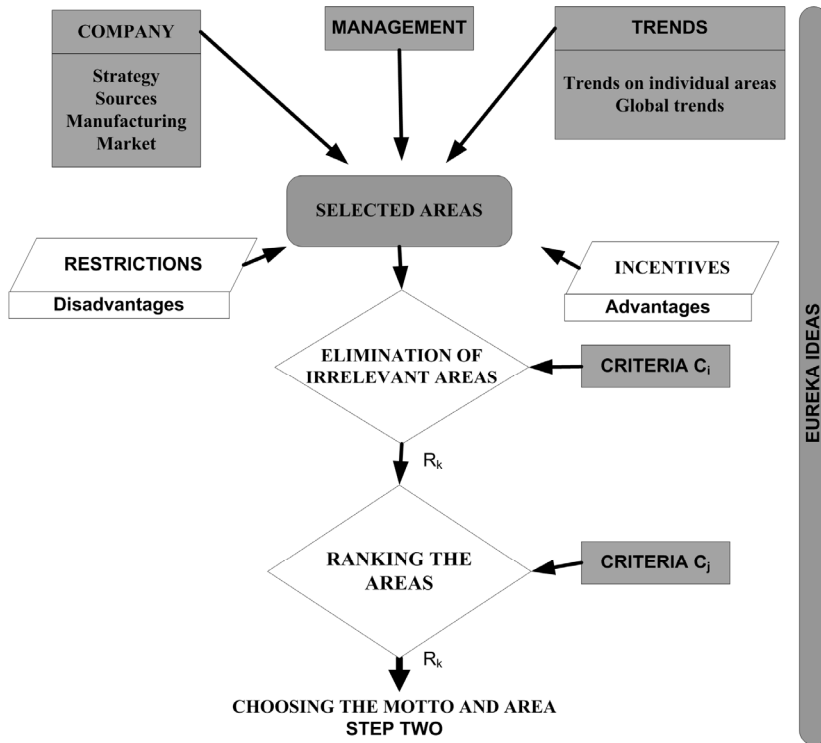 COMPANY
Strategy
Sources
Manufacturing
Market
MANAGEMENT
TRENDS
Trends on individual areas
Global trends
SELECTED AREAS
RESTRICTIONS
Disadvantages
INCENTIVES
Advantages
ELIMINATION OF
IRRELEVANT AREAS
CRITERIA Ci
Rk
RANKING THE
AREAS
CRITERIA Cj
Rk
CHOOSING THE MOTTO AND AREA
STEP TWO
EUREKA IDEAS